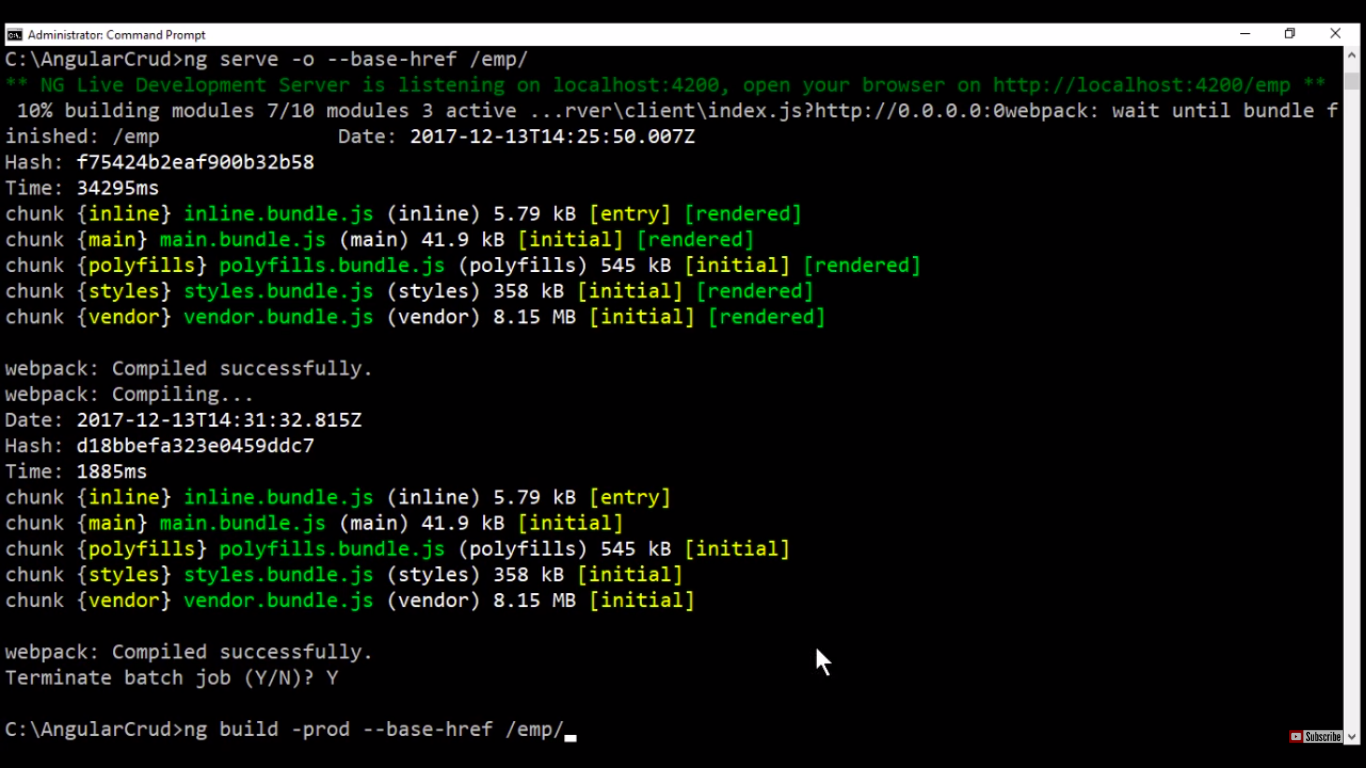 Administrator: Command Prompt
C:\AngularCrud>ng serve -o --base-href /emp/
** NG Live Development Server is listening on localhost:4200, open your browser on http://localhost:4200/emp **
10% building modules 7/10 modules 3 active ...rver\client\index.js?http://0.0.0.0:0webpack: wait until bundle f
inished: /emp Date: 2017-12-13T14:25:50.007Z
Hash: f75424b2eaf900b32b58
Time: 34295ms
chunk {inline} inline.bundle.js (inline) 5.79 kB [entry] [rendered]
chunk {main} main.bundle.js (main) 41.9 kB [initial] [rendered]
chunk {polyfills} polyfills.bundle.js (polyfills) 545 kB [initial] [rendered]
chunk {styles} styles.bundle.js (styles) 358 kB [initial] [rendered]
chunk {vendor} vendor.bundle.js (vendor) 8.15 MB [initial] [rendered]
webpack: Compiled successfully.
webpack: Compiling...
Date: 2017-12-13T14:31:32.815Z
Hash: d18bbefa323e0459ddc7
Time: 1885ms
chunk {inline} inline.bundle.js (inline) 5.79 kB [entry]
chunk {main} main.bundle.js (main) 41.9 kB [initial]
chunk {polyfills} polyfills.bundle.js (polyfills) 545 kB [initial]
chunk {styles} styles.bundle.js (styles) 358 kB [initial]
chunk {vendor} vendor.bundle.js (vendor) 8.15 MB [initial]
webpack: Compiled successfully.
Terminate batch job (Y/N)? Y
C:\AngularCrud>ng build -prod --base-href /emp/
Subscribe